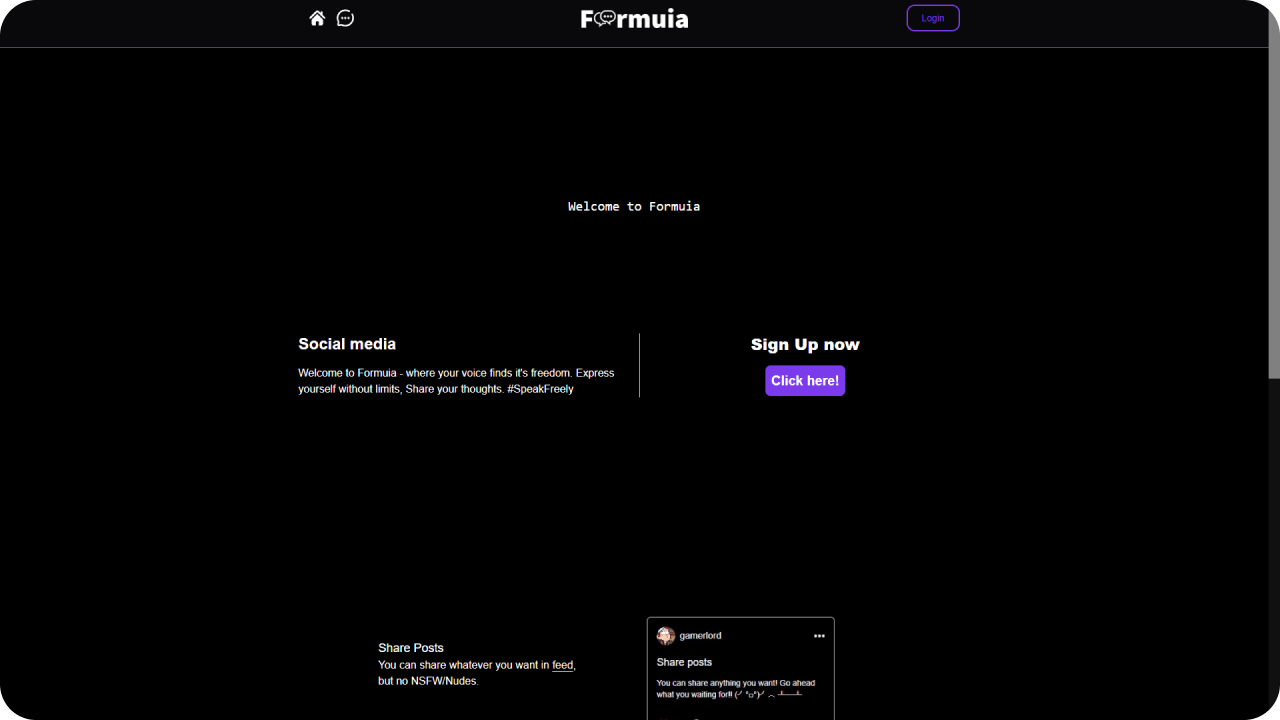 Formuia
Login
Welcome to Formuia
Social media
Welcome to Formuia - where your voice finds it's freedom. Express
yourself without limits, Share your thoughts. #SpeakFreely
Sign Up now
Click here!
Share Posts
You can share whatever you want in feed,
but no NSFW/Nudes.
gamerlord
Share posts
You can share anything you want! Go ahead
what you waiting for!! (╯°□°)╯︵ ┻━┻